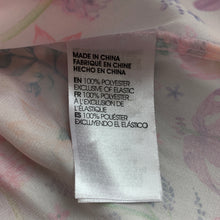 MADE IN CHINA
FABRIQUÉ EN CHINE
HECHO EN CHINA
EN 100% POLYESTER
EXCLUSIVE OF ELASTIC
FR 100% POLYESTER
À L'EXCLUSION DE
L'ÉLASTIQUE
ES 100% POLIÉSTER
EXCLUYENDO EL ELÁSTICO